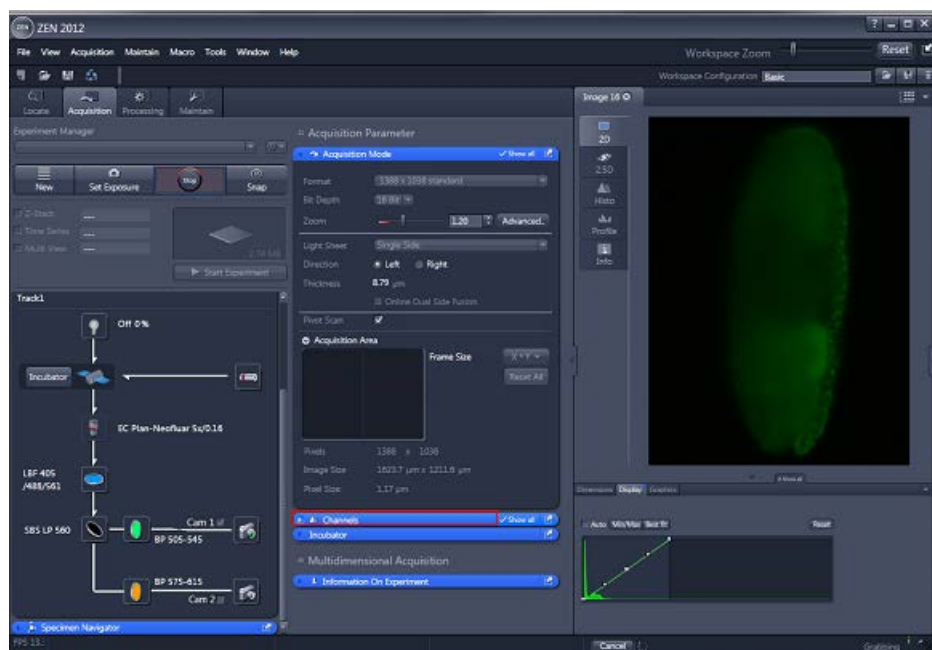 ZEN 2012
File View Acquisition Maintain Macro Tools Window Help
Workspace Zoom Reset
Workspace Configuration Basic
Locate Acquisition Processing Maintain
Experiment Manager
New Set Exposure Stop Snap
Z-Stack ---
Time Series ---
Multi View ---
Start Experiment
Track1
Off 0%
Incubator
EC Plan-Neofluar 5x/0.16
LBF 405
/488/561
SBS LP 560
Cam 1
BP 505-545
BP 575-615
Cam 2
Specimen Navigator
Acquisition Parameter
Acquisition Mode Show all
Format 1388 x 1038 standard
Bit Depth 16 Bit
Zoom 1.20 Advanced..
Light Sheet Single Side
Direction Left Right
Thickness 8.79 µm
Online Dual Side Fusion
Pivot Scan
Acquisition Area
Frame Size X*Y
Reset All
Pixels 1388 x 1036
Image Size 1623.7 µm x 1211.6 µm
Pixel Size 1.17 µm
Channels Show all
Incubator
Multidimensional Acquisition
Information On Experiment
Image 16
2D
2.5D
Histo
Profile
Info
Dimensions Display Graphics
Auto Min/Max Best fit Reset
Cancel
Grabbing